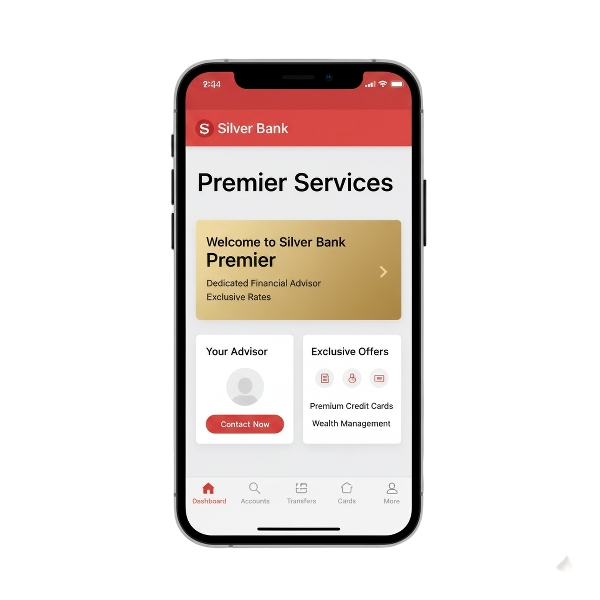 2:44
S Silver Bank
Premier Services
Welcome to Silver Bank
Premier
Dedicated Financial Advisor
Exclusive Rates
Your Advisor
Exclusive Offers
Contact Now
Premium Credit Cards
Wealth Management
Dashboard
Accounts
Transfers
Cards
More